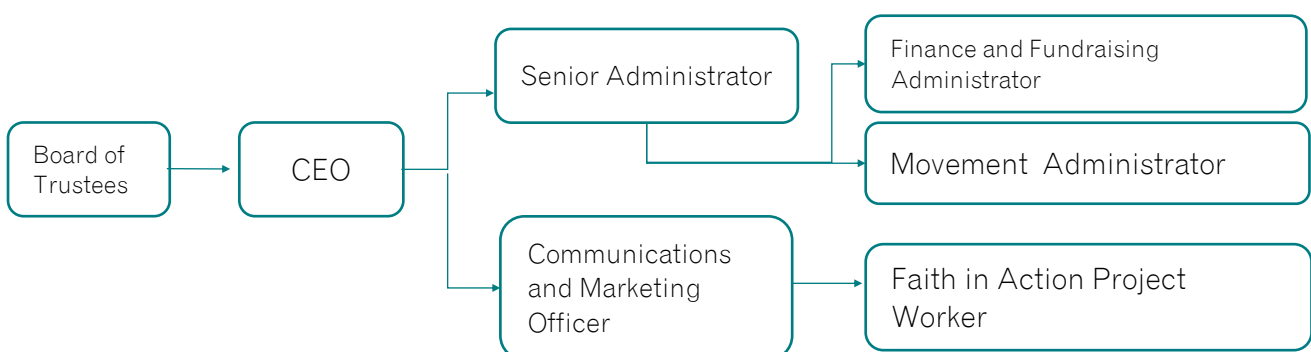 Board of
Trustees
CEO
Senior Administrator
Communications
and Marketing
Officer
Finance and Fundraising
Administrator
Movement Administrator
Faith in Action Project
Worker